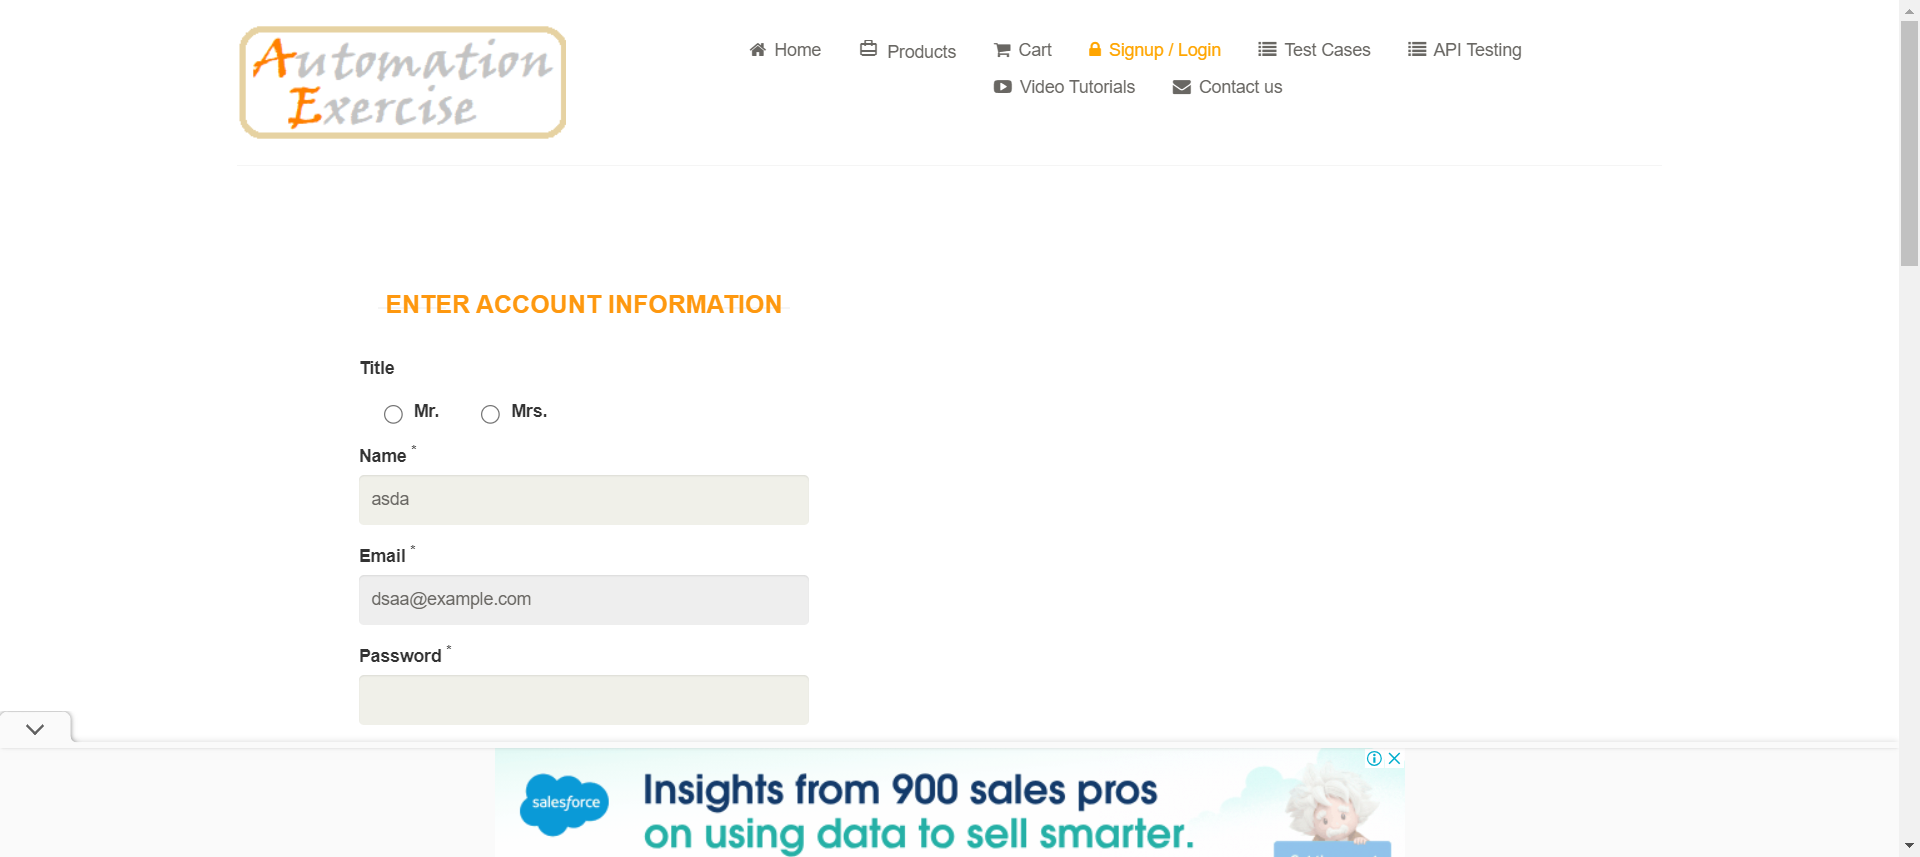 Automation
Exercise
Home
Products
Cart
Signup / Login
Test Cases
API Testing
Video Tutorials
Contact us
ENTER ACCOUNT INFORMATION
Title
Mr.
Mrs.
Name *
asda
Email *
dsaa@example.com
Password *
salesforce
Insights from 900 sales pros
on using data to sell smarter.